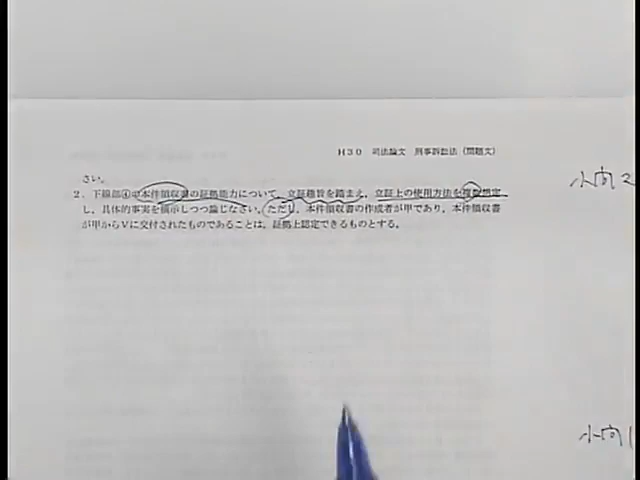 H30 司法論文 刑事訴訟法（問題文）
さい。
2．下線部④の本件領収書の証拠能力について，立証趣旨を踏まえ，立証上の使用方法を複数想定
し，具体的事実を摘示しつつ論じなさい。ただし，本件領収書の作成者が甲であり，本件領収書
が甲からVに交付されたものであることは，証拠上認定できるものとする。
小問2
小問1